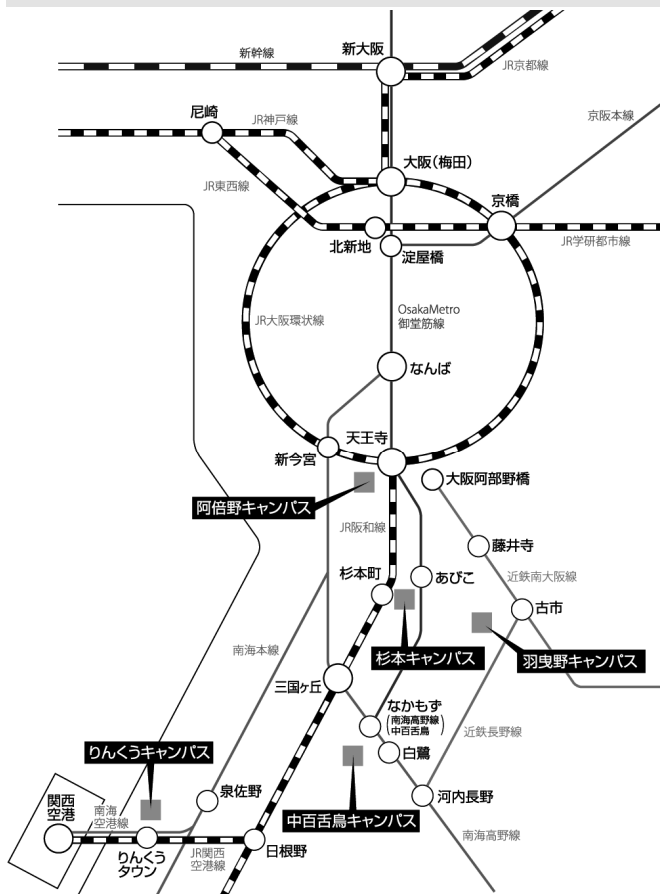 新大阪
新幹線
JR京都線
尼崎
JR神戸線
京阪本線
大阪(梅田)
JR東西線
京橋
北新地
淀屋橋
JR学研都市線
JR大阪環状線
OsakaMetro
御堂筋線
なんば
天王寺
新今宮
大阪阿部野橋
阿倍野キャンパス
JR阪和線
藤井寺
杉本町
あびこ
近鉄南大阪線
古市
南海本線
杉本キャンパス
羽曳野キャンパス
三国ヶ丘
なかもず
(南海高野線
中百舌鳥)
近鉄長野線
りんくうキャンパス
白鷺
泉佐野
河内長野
関西
空港
南海
空港線
中百舌鳥キャンパス
南海高野線
りんくう
タウン
JR関西
空港線
日根野